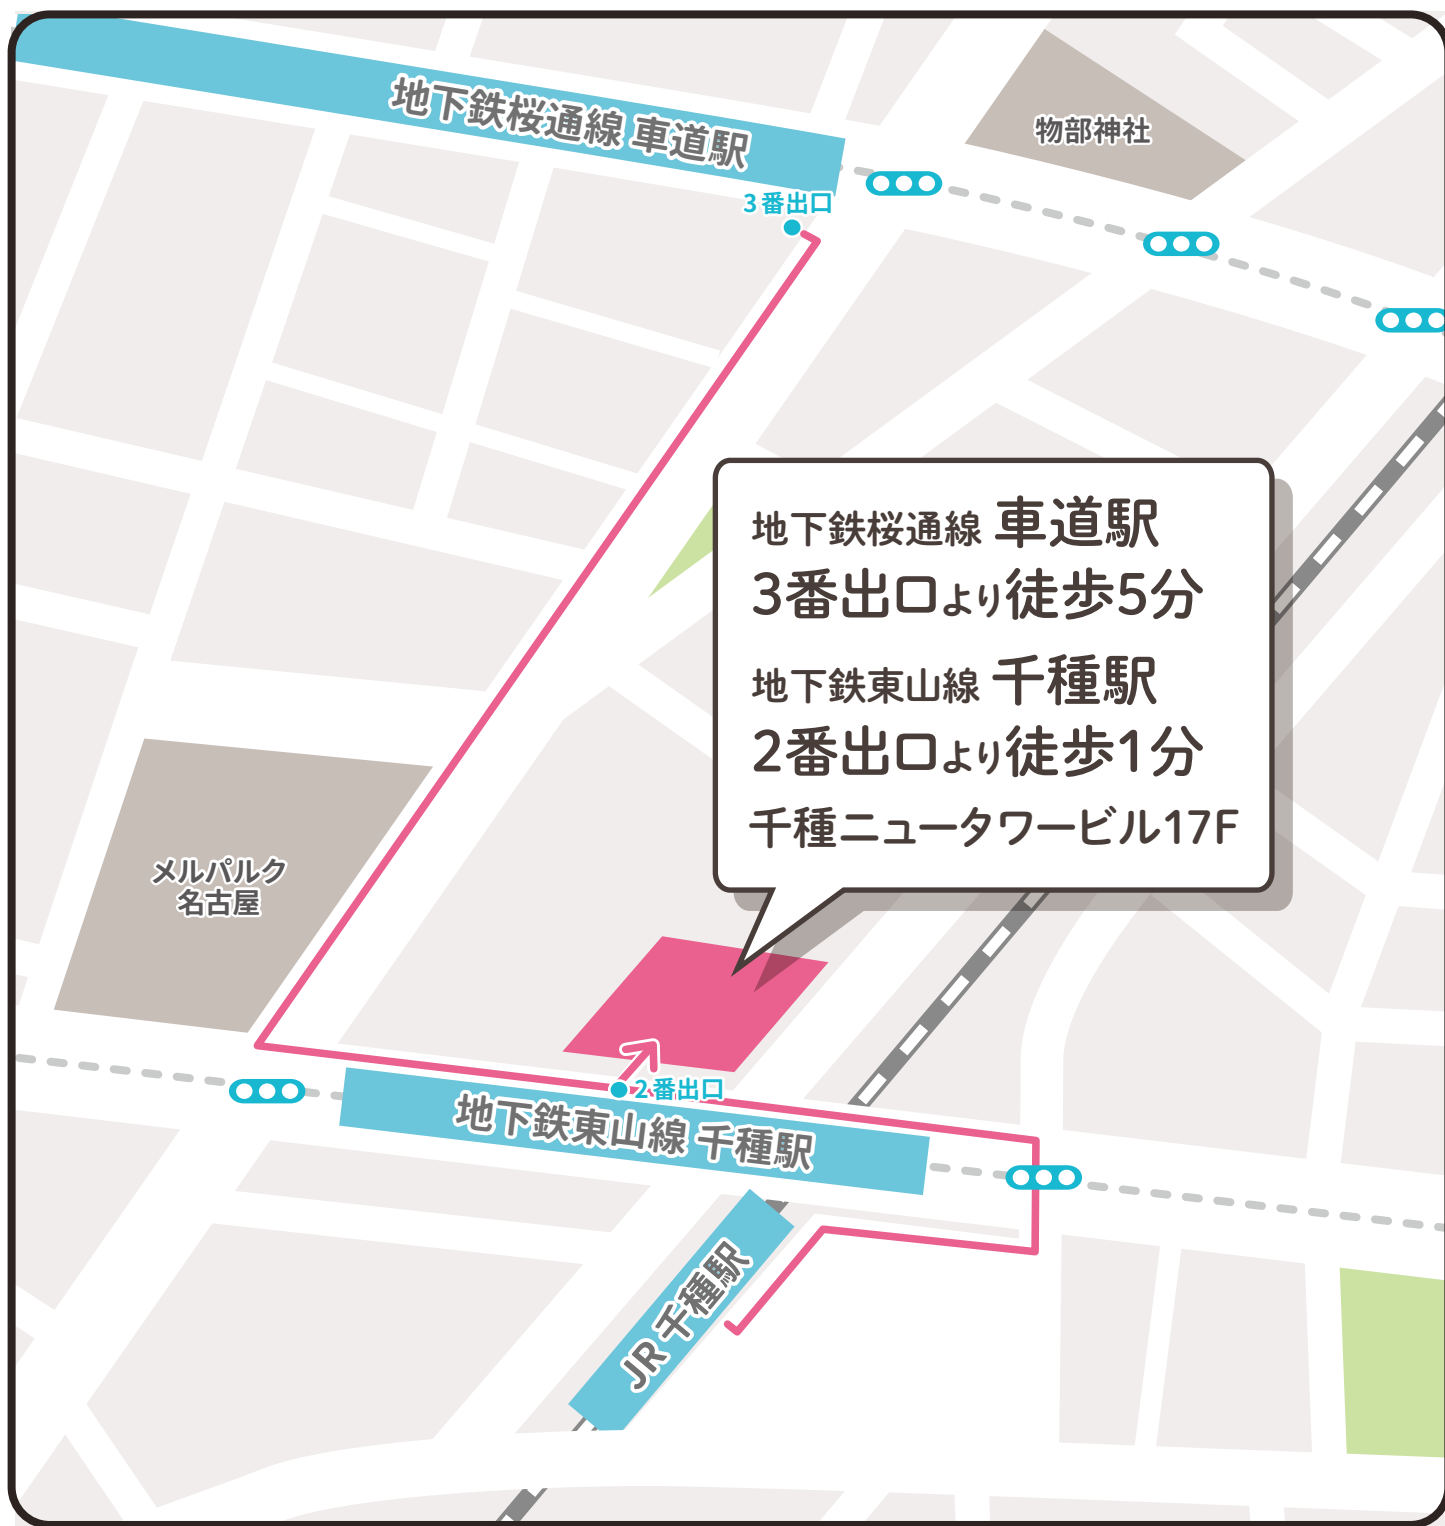 地下鉄桜通線 車道駅
物部神社
3番出口
地下鉄桜通線 車道駅
3番出口より徒歩5分
地下鉄東山線 千種駅
2番出口より徒歩1分
千種ニュータワービル17F
メルパルク
名古屋
2番出口
地下鉄東山線 千種駅
JR 千種駅